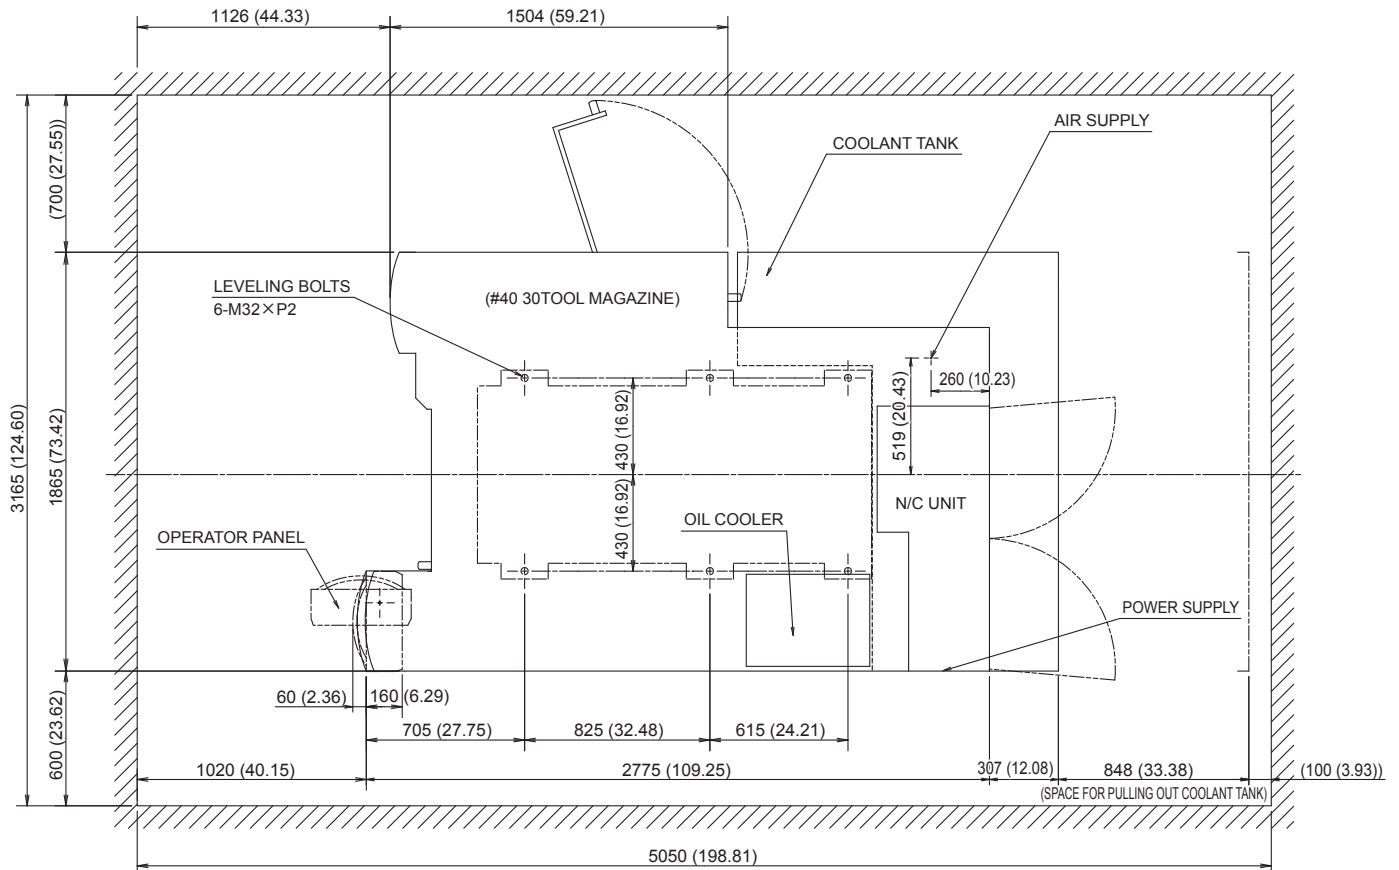 1126 (44.33)
1504 (59.21)
AIR SUPPLY
COOLANT TANK
(700 (27.55))
LEVELING BOLTS
6-M32×P2
(#40 30TOOL MAGAZINE)
260 (10.23)
519 (20.43)
430 (16.92)
430 (16.92)
3165 (124.60)
1865 (73.42)
N/C UNIT
OIL COOLER
OPERATOR PANEL
POWER SUPPLY
60 (2.36)
160 (6.29)
705 (27.75)
825 (32.48)
615 (24.21)
600 (23.62)
1020 (40.15)
2775 (109.25)
307 (12.08)
848 (33.38)
(100 (3.93))
(SPACE FOR PULLING OUT COOLANT TANK)
5050 (198.81)